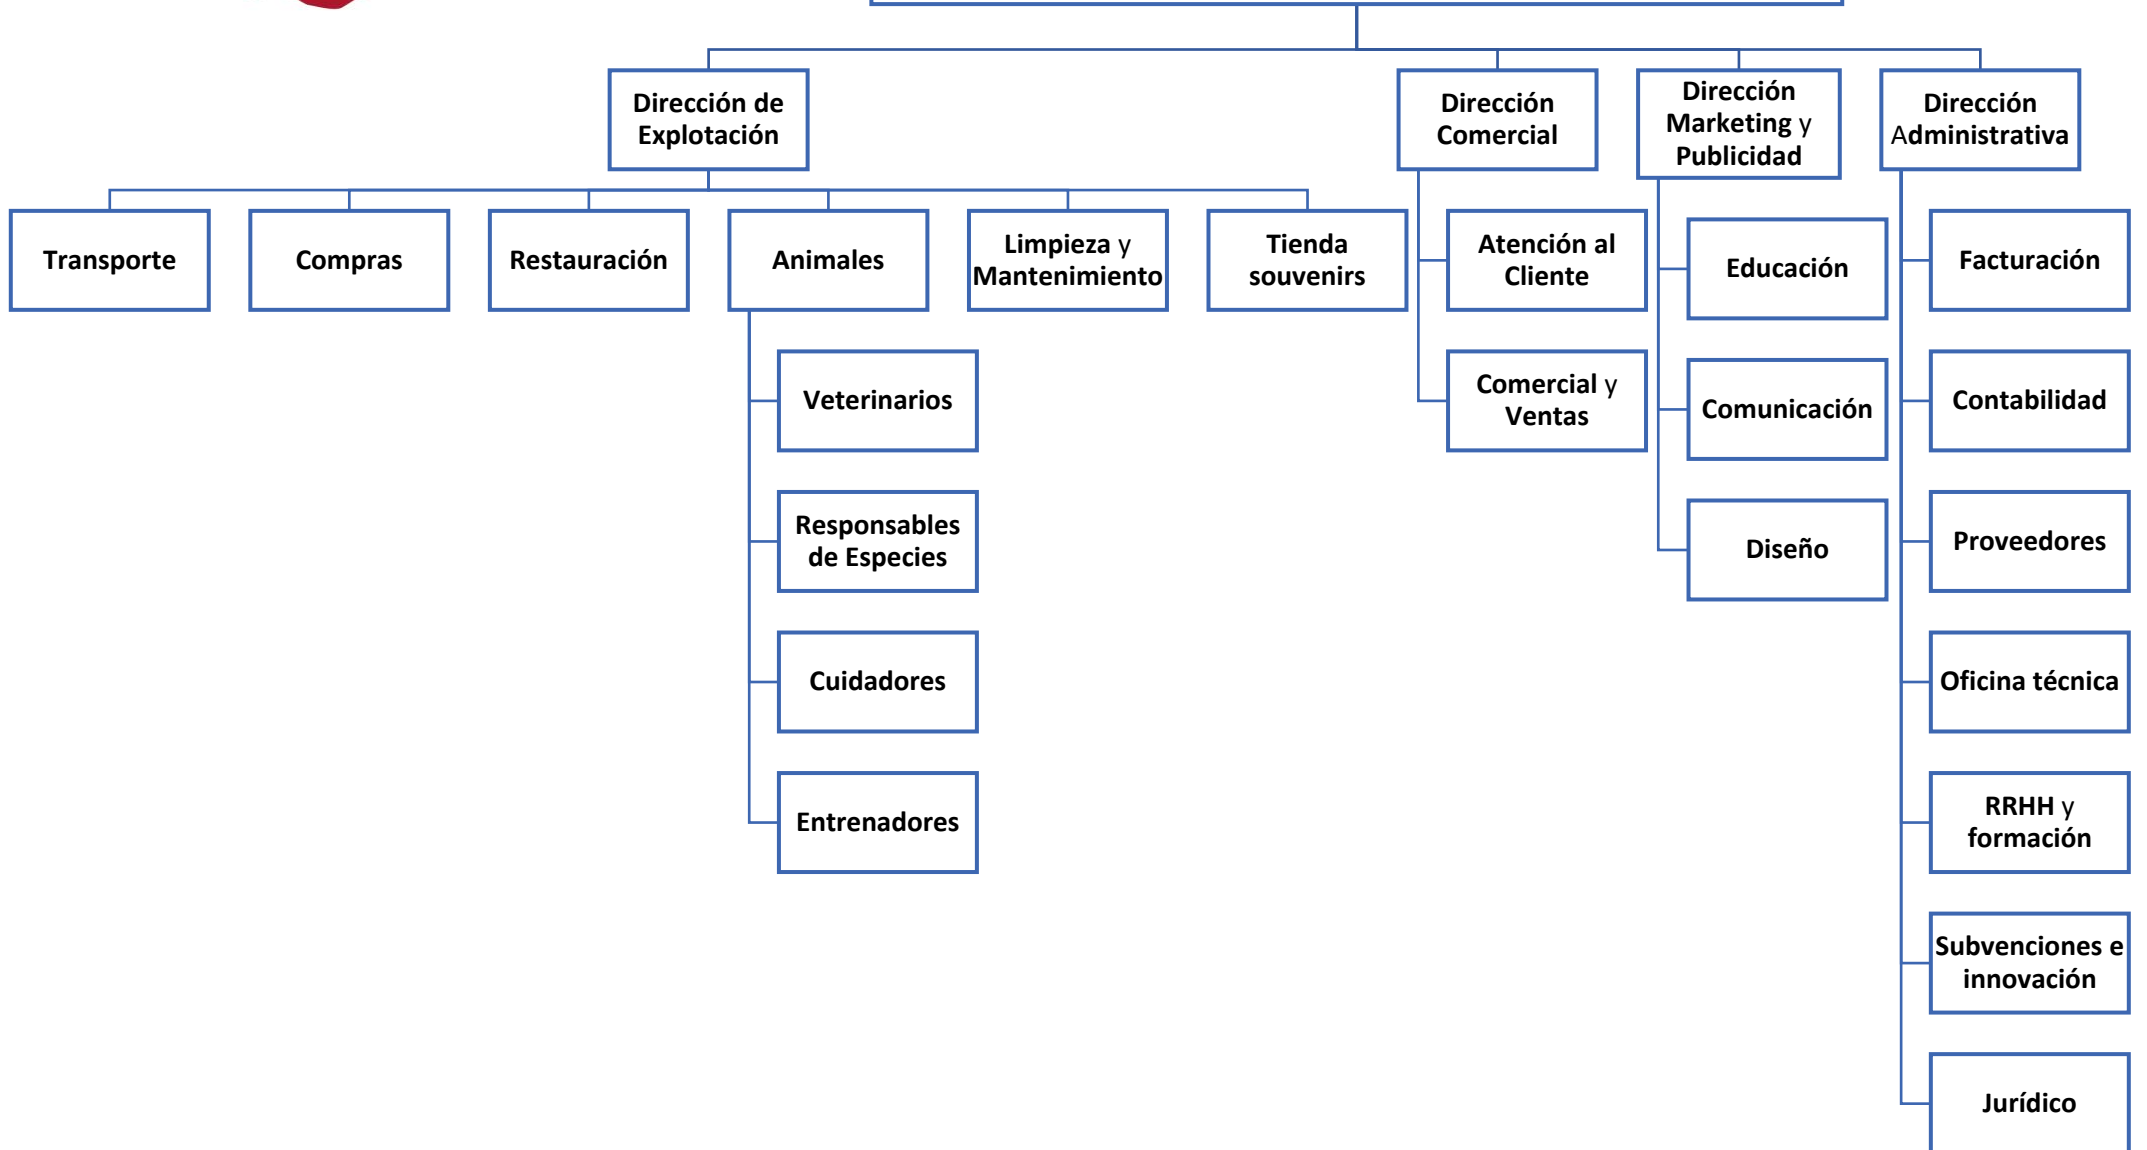 Dirección de
Explotación
Dirección
Comercial
Dirección
Marketing y
Publicidad
Dirección
Administrativa
Transporte
Compras
Restauración
Animales
Limpieza y
Mantenimiento
Tienda
souvenirs
Atención al
Cliente
Educación
Facturación
Veterinarios
Comercial y
Ventas
Comunicación
Contabilidad
Responsables
de Especies
Diseño
Proveedores
Cuidadores
Oficina técnica
Entrenadores
RRHH y
formación
Subvenciones e
innovación
Jurídico